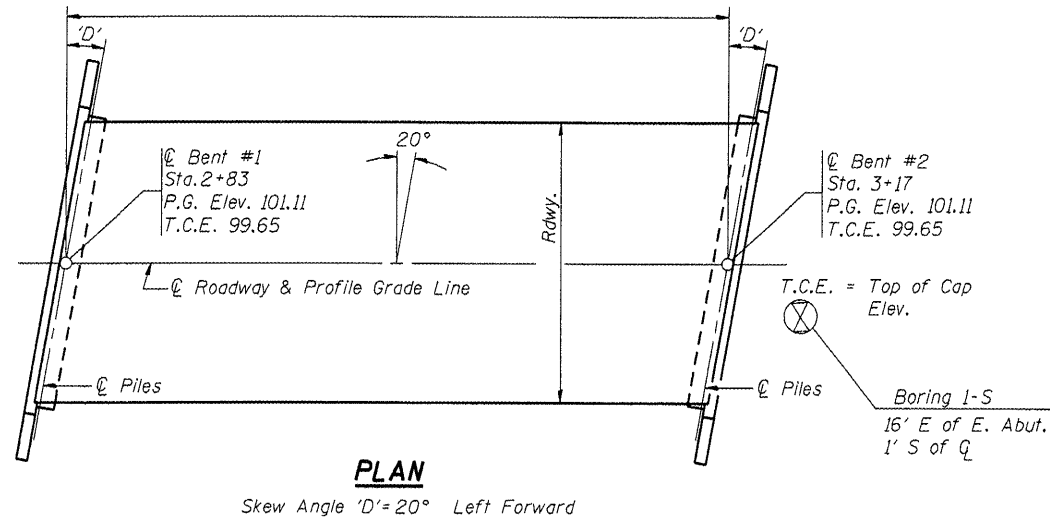 'D'
'D'
20°
℄ Bent #1
Sta. 2+83
P.G. Elev. 101.11
T.C.E. 99.65
Rdwy.
℄ Bent #2
Sta. 3+17
P.G. Elev. 101.11
T.C.E. 99.65
℄ Roadway & Profile Grade Line
T.C.E. = Top of Cap
Elev.
℄ Piles
℄ Piles
Boring 1-S
16' E of E. Abut.
1' S of ℄
PLAN
Skew Angle 'D'= 20° Left Forward